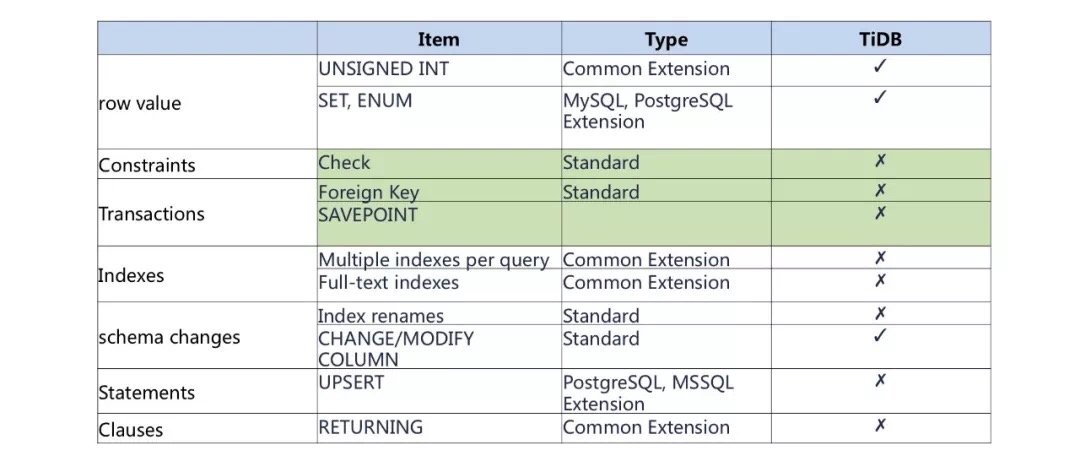 Item Type TiDB
row value
UNSIGNED INT Common Extension ✓
SET, ENUM MySQL, PostgreSQL
Extension ✓
Constraints Check Standard ✗
Transactions
Foreign Key Standard ✗
SAVEPOINT ✗
Indexes
Multiple indexes per query Common Extension ✗
Full-text indexes Common Extension ✗
schema changes
Index renames Standard ✗
CHANGE/MODIFY
COLUMN Standard ✓
Statements UPSERT PostgreSQL, MSSQL
Extension ✗
Clauses RETURNING Common Extension ✗